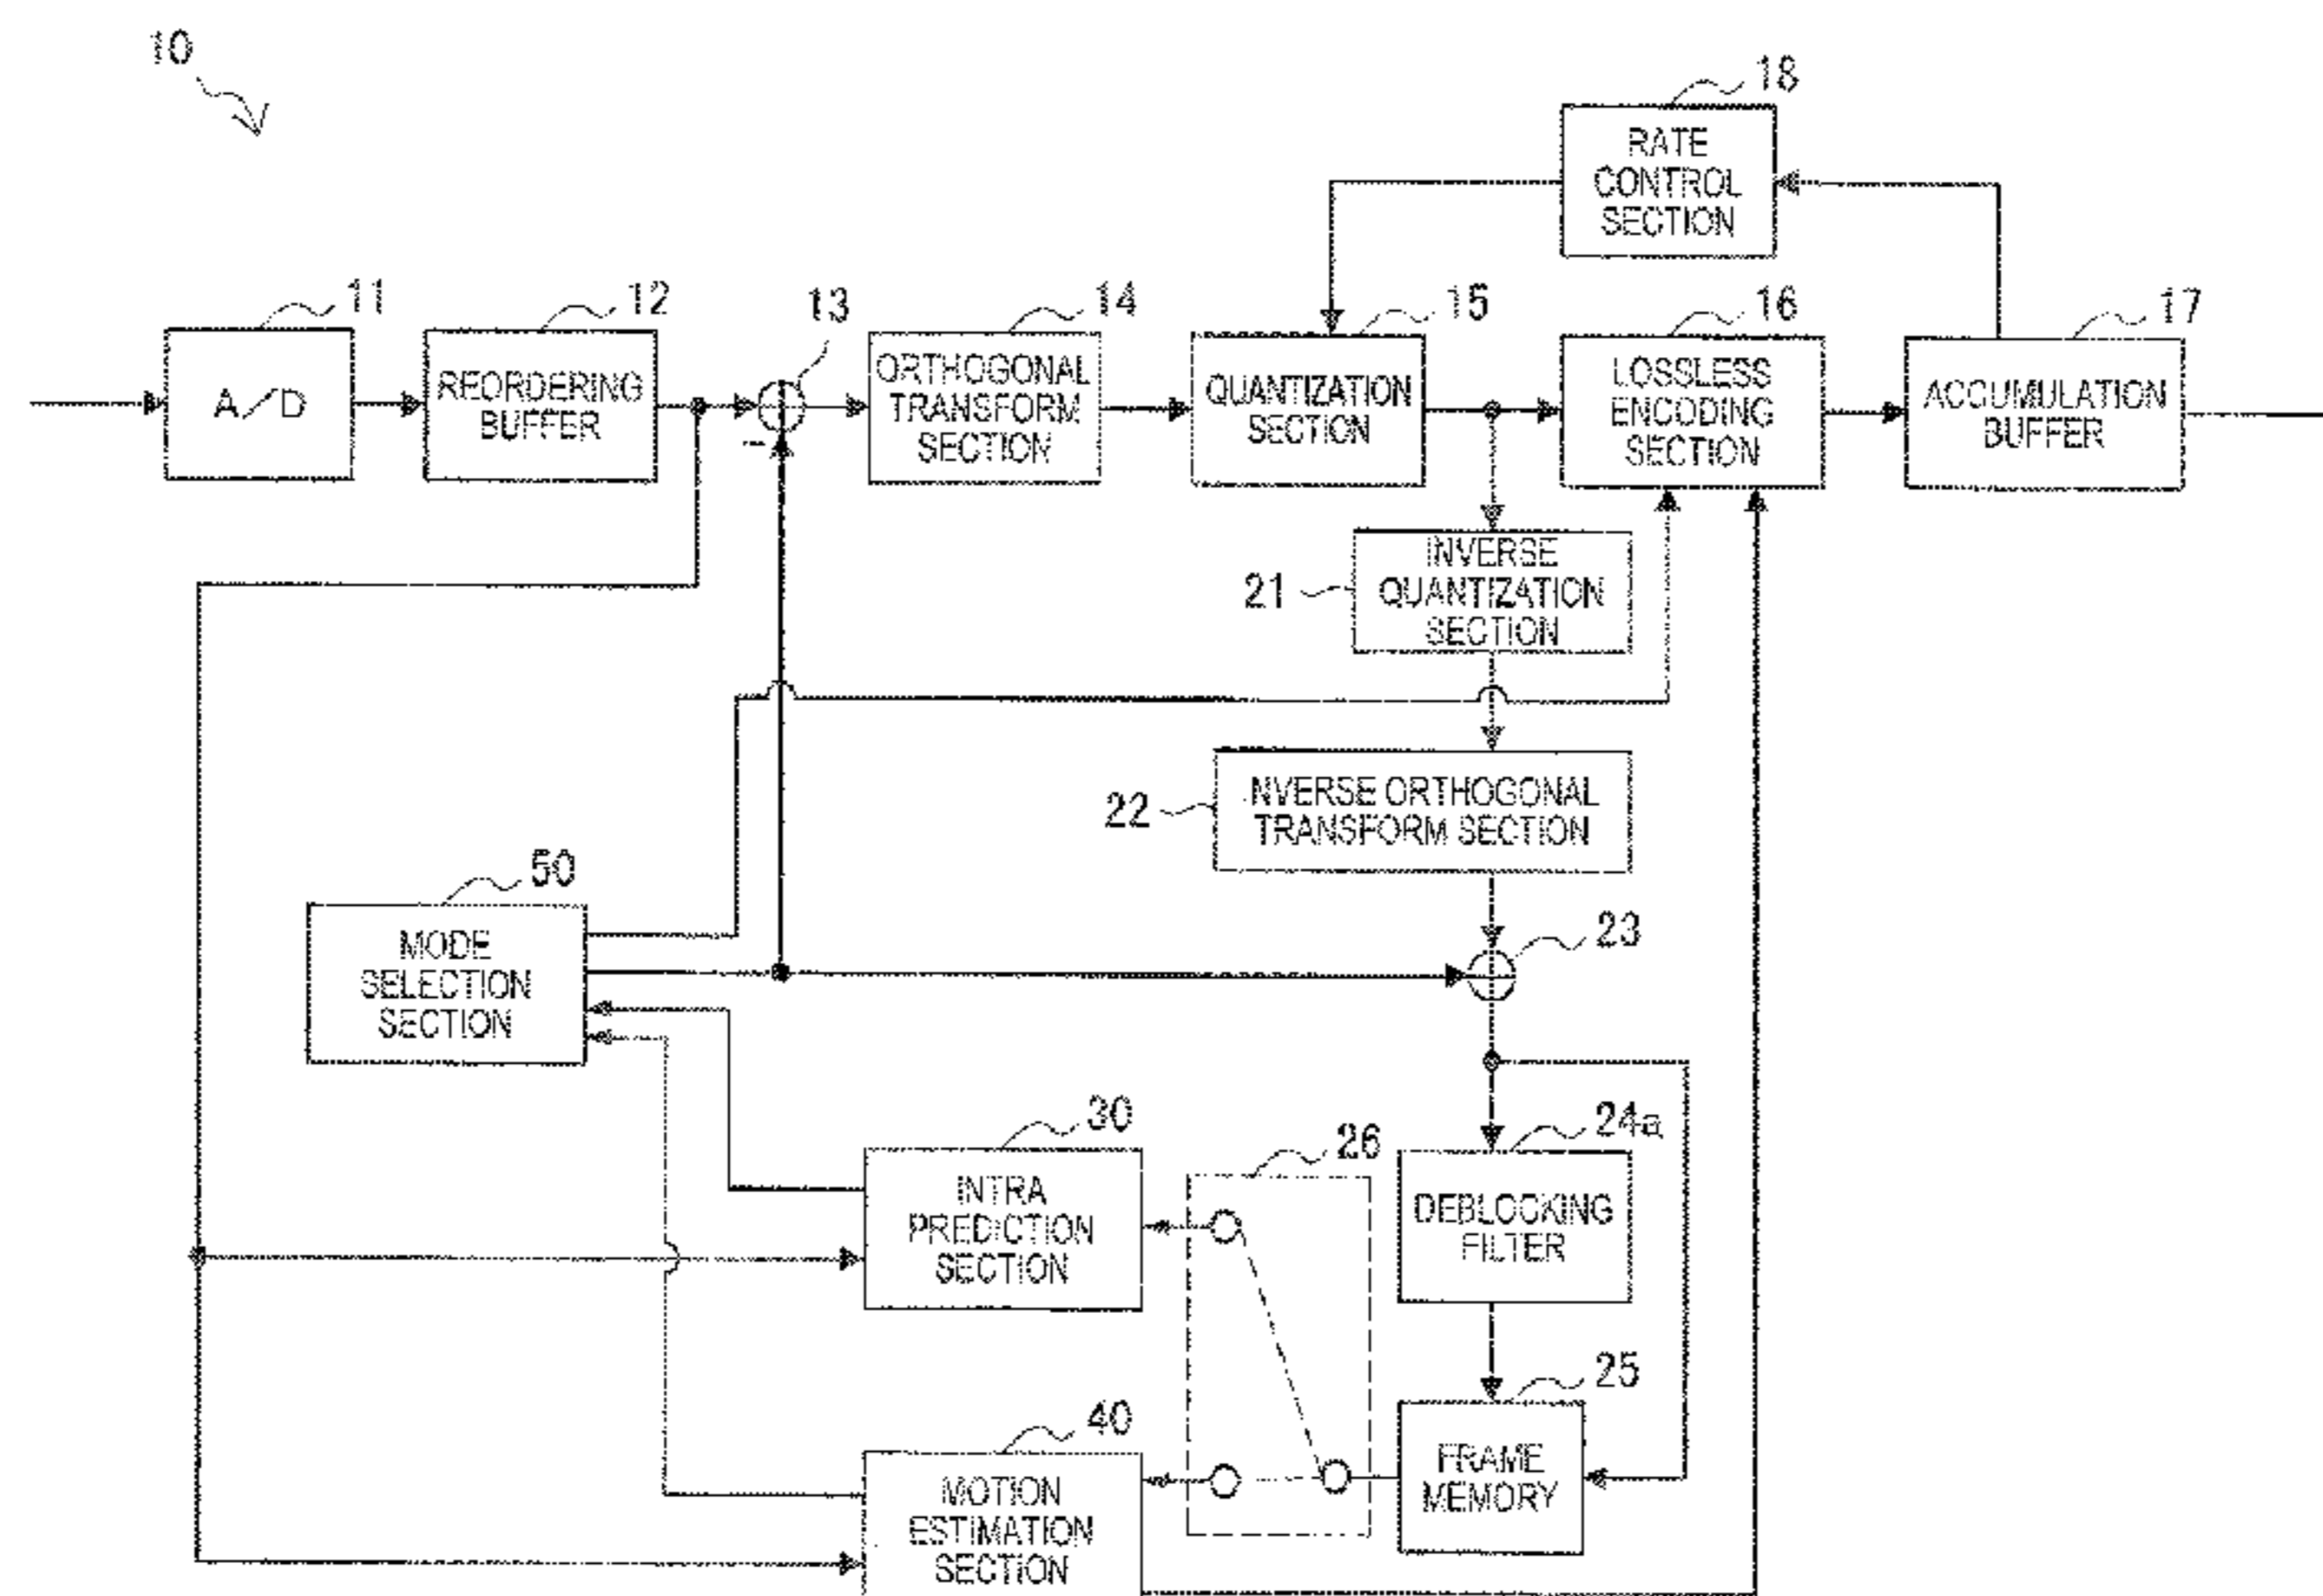 10
18
RATE
CONTROL
SECTION
11
12
13
14
15
16
17
A/D
REORDERING
BUFFER
-
ORTHOGONAL
TRANSFORM
SECTION
QUANTIZATION
SECTION
LOSSLESS
ENCODING
SECTION
ACCUMULATION
BUFFER
21
INVERSE
QUANTIZATION
SECTION
22
INVERSE ORTHOGONAL
TRANSFORM SECTION
50
MODE
SELECTION
SECTION
23
30
INTRA
PREDICTION
SECTION
26
24a
DEBLOCKING
FILTER
40
MOTION
ESTIMATION
SECTION
25
FRAME
MEMORY